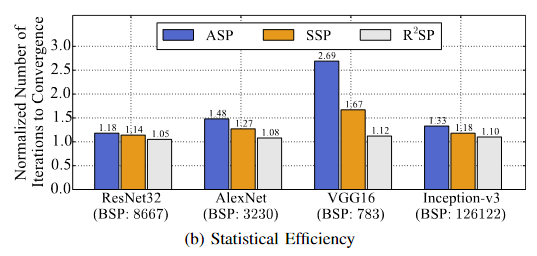 Normalized Number of
Iterations to Convergence
ASP SSP R²SP
3.0
2.5
2.0
1.5
1.0
0.5
0.0
1.18 1.14 1.05
1.48 1.27 1.08
2.69 1.67 1.12
1.33 1.18 1.10
ResNet32 AlexNet VGG16 Inception-v3
(BSP: 8667) (BSP: 3230) (BSP: 783) (BSP: 126122)
(b) Statistical Efficiency